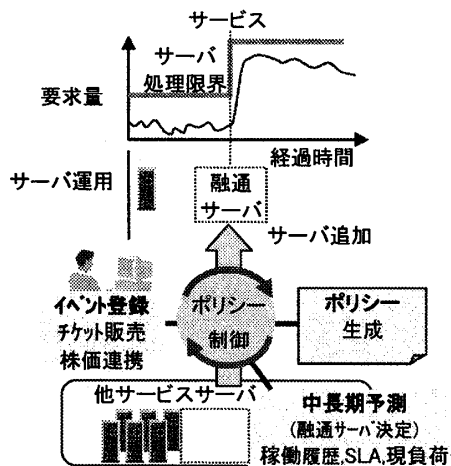 サービス
サーバ
処理限界
要求量
経過時間
サーバ運用
融通
サーバ
サーバ追加
イベント登録
チケット販売
株価連携
ポリシー
制御
ポリシー
生成
他サービスサーバ
中長期予測
(融通サーバ決定)
稼働履歴,SLA,現負荷